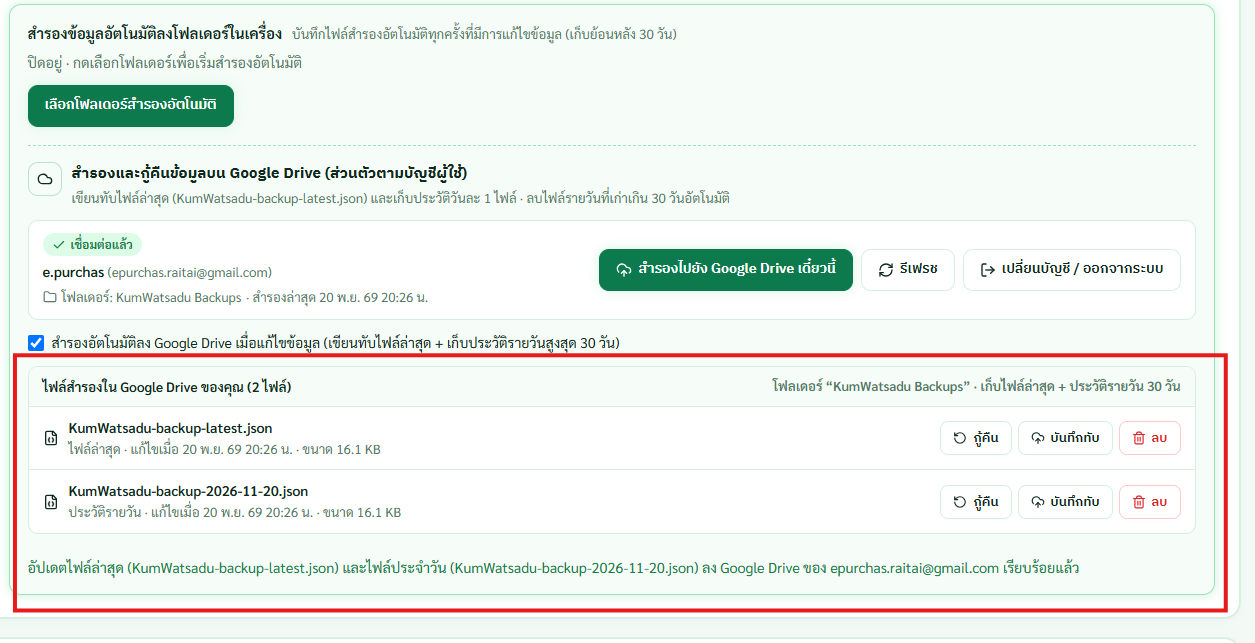 สำรองข้อมูลอัตโนมัติลงโฟลเดอร์ในเครื่อง บันทึกไฟล์สำรองอัตโนมัติทุกครั้งที่มีการแก้ไขข้อมูล (เก็บย้อนหลัง 30 วัน)
ปิดอยู่ · กดเลือกโฟลเดอร์เพื่อเริ่มสำรองอัตโนมัติ
เลือกโฟลเดอร์สำรองอัตโนมัติ
สำรองและกู้คืนข้อมูลบน Google Drive (ส่วนตัวตามบัญชีผู้ใช้)
เขียนทับไฟล์ล่าสุด (KumWatsadu-backup-latest.json) และเก็บประวัติวันละ 1 ไฟล์ · ลบไฟล์รายวันที่เก่าเกิน 30 วันอัตโนมัติ
เชื่อมต่อแล้ว
e.purchas (epurchas.raitai@gmail.com)
โฟลเดอร์: KumWatsadu Backups · สำรองล่าสุด 20 พ.ย. 69 20:26 น.
สำรองไปยัง Google Drive เดี๋ยวนี้
รีเฟรช
เปลี่ยนบัญชี / ออกจากระบบ
สำรองอัตโนมัติลง Google Drive เมื่อแก้ไขข้อมูล (เขียนทับไฟล์ล่าสุด + เก็บประวัติรายวันสูงสุด 30 วัน)
ไฟล์สำรองใน Google Drive ของคุณ (2 ไฟล์)
โฟลเดอร์ “KumWatsadu Backups” · เก็บไฟล์ล่าสุด + ประวัติรายวัน 30 วัน
KumWatsadu-backup-latest.json
ไฟล์ล่าสุด · แก้ไขเมื่อ 20 พ.ย. 69 20:26 น. · ขนาด 16.1 KB
กู้คืน
บันทึกทับ
ลบ
KumWatsadu-backup-2026-11-20.json
ประวัติรายวัน · แก้ไขเมื่อ 20 พ.ย. 69 20:26 น. · ขนาด 16.1 KB
กู้คืน
บันทึกทับ
ลบ
อัปเดตไฟล์ล่าสุด (KumWatsadu-backup-latest.json) และไฟล์ประจำวัน (KumWatsadu-backup-2026-11-20.json) ลง Google Drive ของ epurchas.raitai@gmail.com เรียบร้อยแล้ว